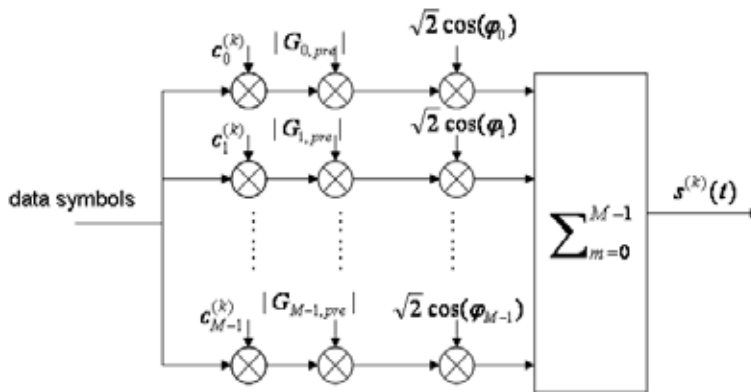 c_0^{(k)} |G_{0,pre}| √2 cos(φ_0)
c_1^{(k)} |G_{1,pre}| √2 cos(φ_1)
data symbols
s^{(k)}(t)
∑_{m=0}^{M-1}
c_{M-1}^{(k)} |G_{M-1,pre}| √2 cos(φ_{M-1})